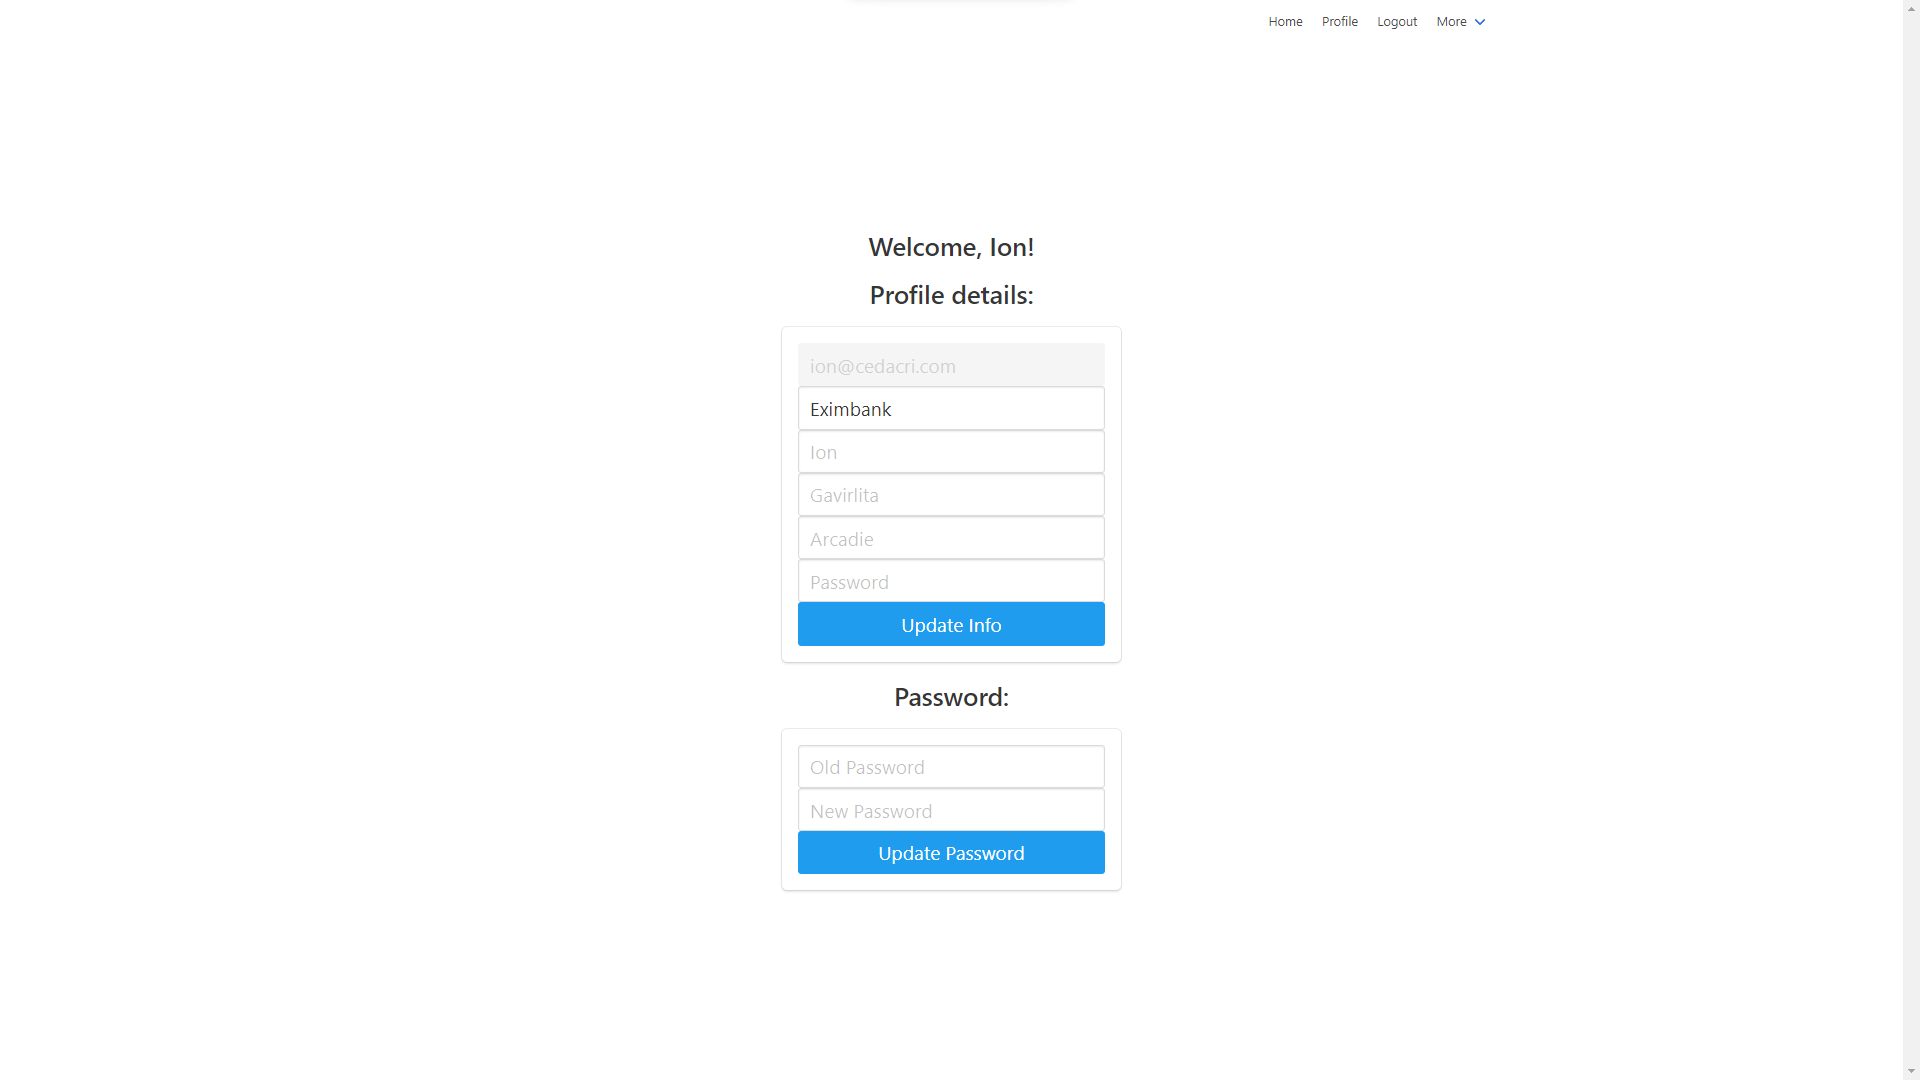 Home Profile Logout More
Welcome, Ion!
Profile details:
ion@cedacri.com
Eximbank
Ion
Gavirlita
Arcadie
Password
Update Info
Password:
Old Password
New Password
Update Password